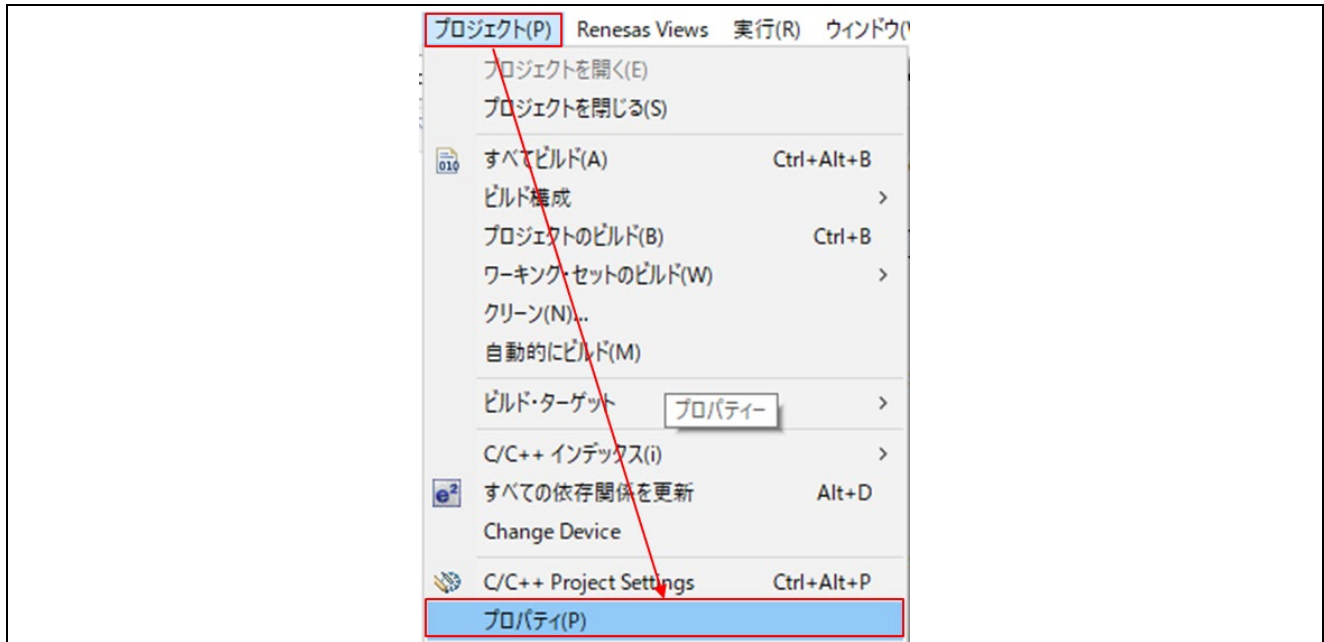 プロジェクト(P) Renesas Views 実行(R) ウィンドウ(
プロジェクトを開く(E)
プロジェクトを閉じる(S)
010 すべてビルド(A) Ctrl+Alt+B
ビルド構成 >
プロジェクトのビルド(B) Ctrl+B
ワーキング・セットのビルド(W) >
クリーン(N)...
自動的にビルド(M)
ビルド・ターゲット プロパティー >
C/C++ インデックス(i) >
e² すべての依存関係を更新 Alt+D
Change Device
C/C++ Project Settings Ctrl+Alt+P
プロパティ(P)